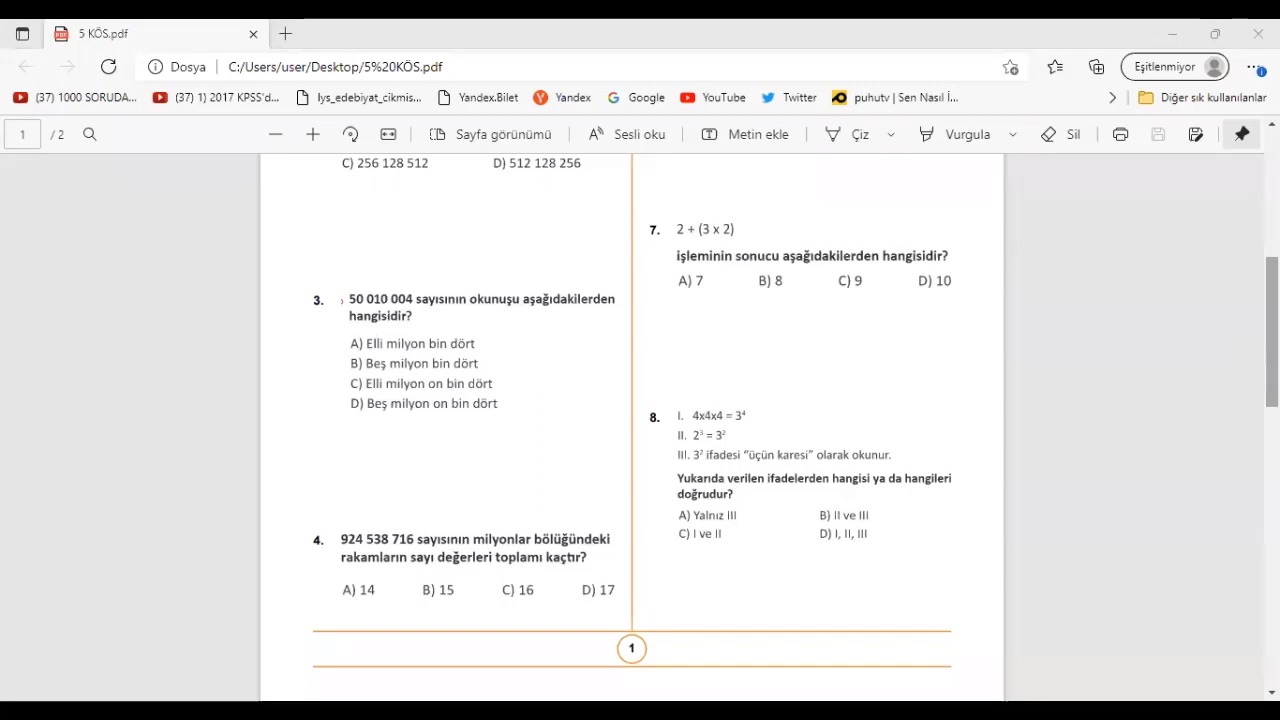 5 KÖS.pdf
Dosya C:/Users/user/Desktop/5%20KÖS.pdf Eşitlenmiyor
(37) 1000 SORUDA... (37) 1) 2017 KPSS'd... lys_edebiyat_cikmis... Yandex.Bilet Yandex Google YouTube Twitter puhutv | Sen Nasıl İ... Diğer sık kullanılanlar
1 / 2 Sayfa görünümü Sesli oku Metin ekle Çiz Vurgula Sil
C) 256 128 512 D) 512 128 256
3. 50 010 004 sayısının okunuşu aşağıdakilerden
hangisidir?
A) Elli milyon bin dört
B) Beş milyon bin dört
C) Elli milyon on bin dört
D) Beş milyon on bin dört
4. 924 538 716 sayısının milyonlar bölüğündeki
rakamların sayı değerleri toplamı kaçtır?
A) 14 B) 15 C) 16 D) 17
7. 2 + (3 x 2)
işleminin sonucu aşağıdakilerden hangisidir?
A) 7 B) 8 C) 9 D) 10
8. I. 4x4x4 = 3⁴
II. 2³ = 3²
III. 3² ifadesi “üçün karesi” olarak okunur.
Yukarıda verilen ifadelerden hangisi ya da hangileri
doğrudur?
A) Yalnız III B) II ve III
C) I ve II D) I, II, III
1